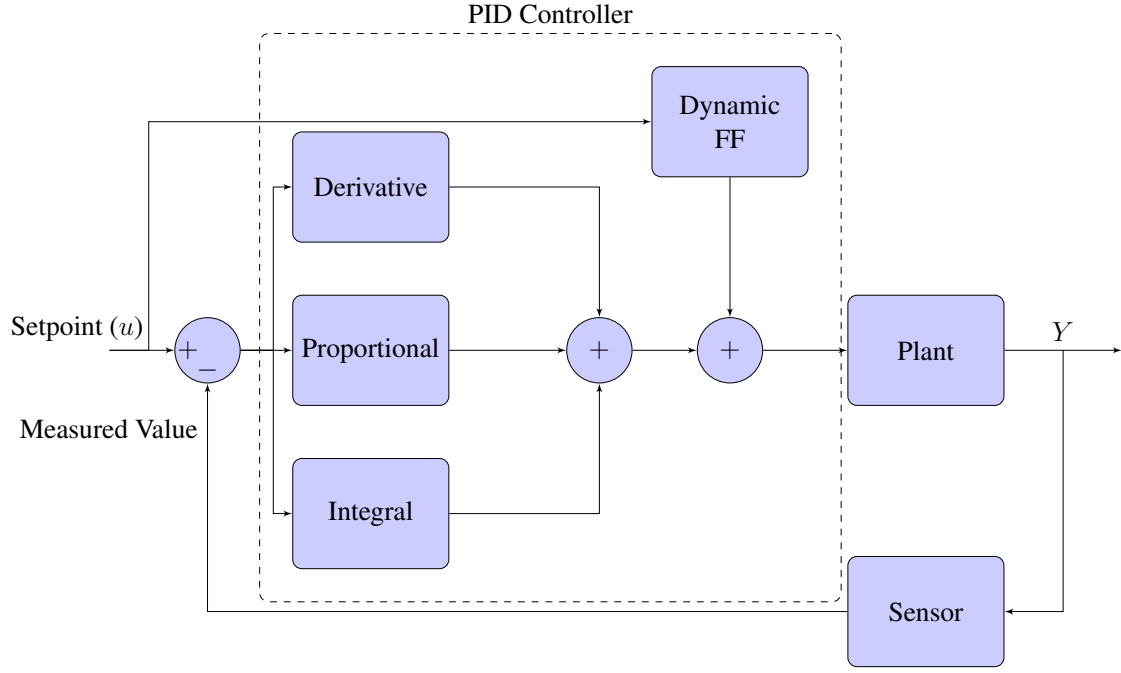 PID Controller
Dynamic
FF
Derivative
Setpoint (u)
+
−
Proportional
+
+
Plant
Y
Measured Value
Integral
Sensor